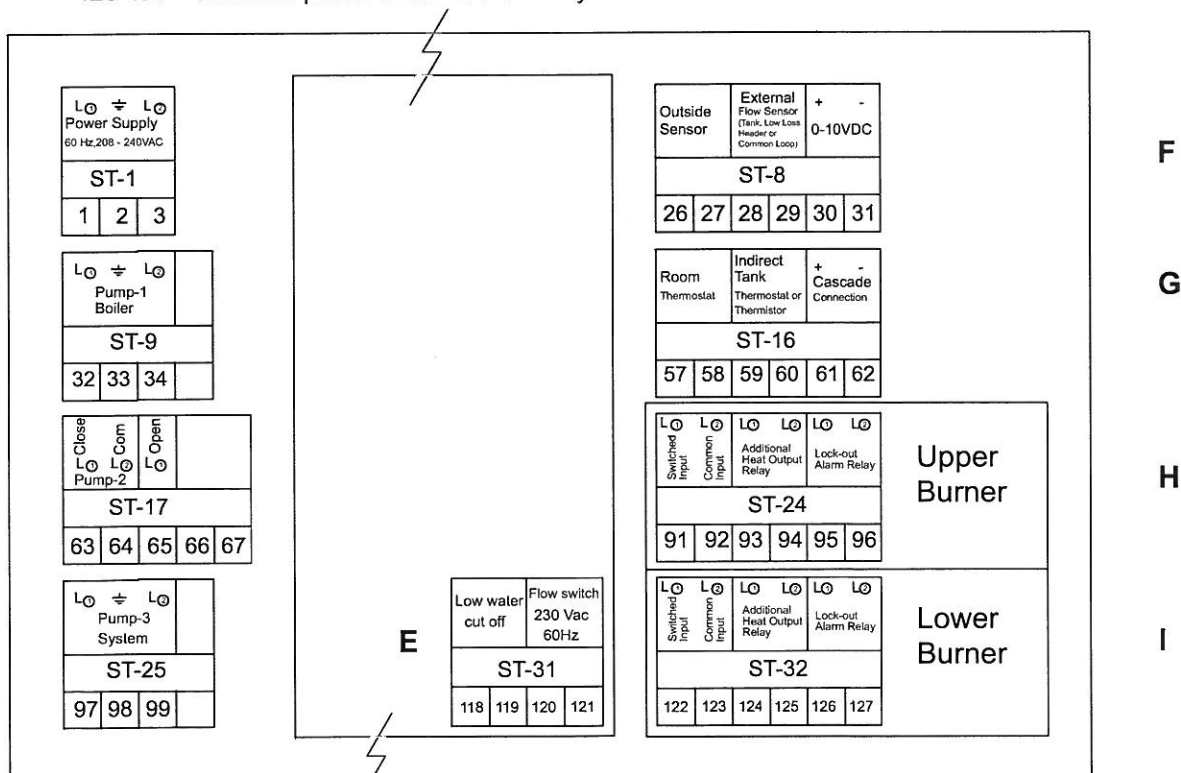 L① ⏚ L②
Power Supply
60 Hz,208 - 240VAC
ST-1
1 2 3
L① ⏚ L②
Pump-1
Boiler
ST-9
32 33 34
Close Com Open
L① L② L①
Pump-2
ST-17
63 64 65 66 67
L① ⏚ L②
Pump-3
System
ST-25
97 98 99
E
Low water
cut off
Flow switch
230 Vac
60Hz
ST-31
118 119 120 121
Outside
Sensor
External
Flow Sensor
(Tank, Low Loss
Header or
Common Loop)
+ -
0-10VDC
ST-8
26 27 28 29 30 31
F
Room
Thermostat
Indirect
Tank
Thermostat or
Thermistor
+ -
Cascade
Connection
ST-16
57 58 59 60 61 62
G
L① L② L① L② L① L②
Switched
Input
Common
Input
Additional
Heat Output
Relay
Lock-out
Alarm Relay
ST-24
91 92 93 94 95 96
Upper
Burner
H
L① L② L① L② L① L②
Switched
Input
Common
Input
Additional
Heat Output
Relay
Lock-out
Alarm Relay
ST-32
122 123 124 125 126 127
Lower
Burner
I